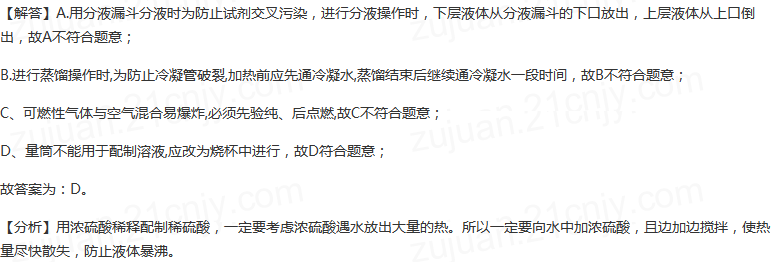 【解答】A.用分液漏斗分液时为防止试剂交叉污染，进行分液操作时，下层液体从分液漏斗的下口放出，上层液体从上口倒
出，故A不符合题意；
B.进行蒸馏操作时,为防止冷凝管破裂,加热前应先通冷凝水,蒸馏结束后继续通冷凝水一段时间，故B不符合题意；
C、可燃性气体与空气混合易爆炸,必须先验纯、后点燃,故C不符合题意；
D、量筒不能用于配制溶液,应改为烧杯中进行，故D符合题意；
故答案为：D。
【分析】用浓硫酸稀释配制稀硫酸，一定要考虑浓硫酸遇水放出大量的热。所以一定要向水中加浓硫酸，且边加边搅拌，使热
量尽快散失，防止液体暴沸。
zujuan.21cnjy.com
zujuan.21cnjy.com
zujuan.21cnjy.com
zujuan.21cnjy.com